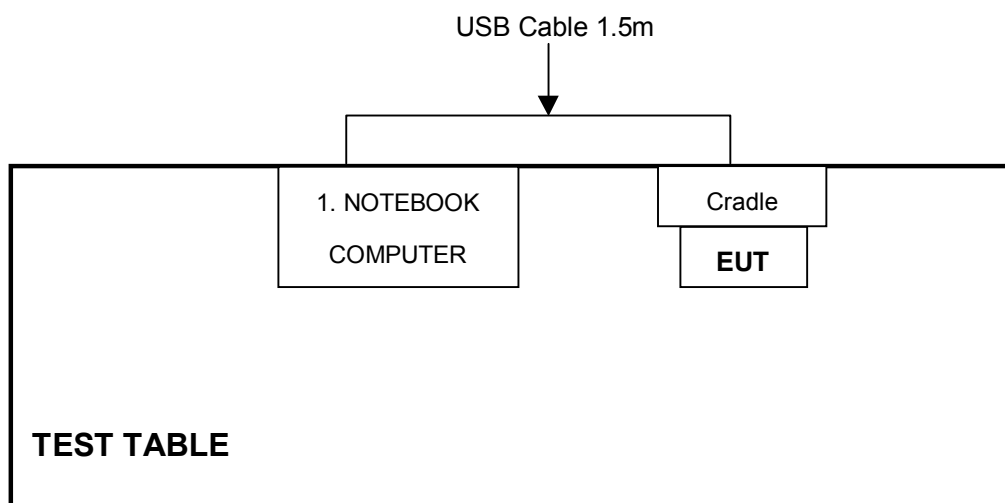 USB Cable 1.5m
1. NOTEBOOK
COMPUTER
Cradle
EUT
TEST TABLE